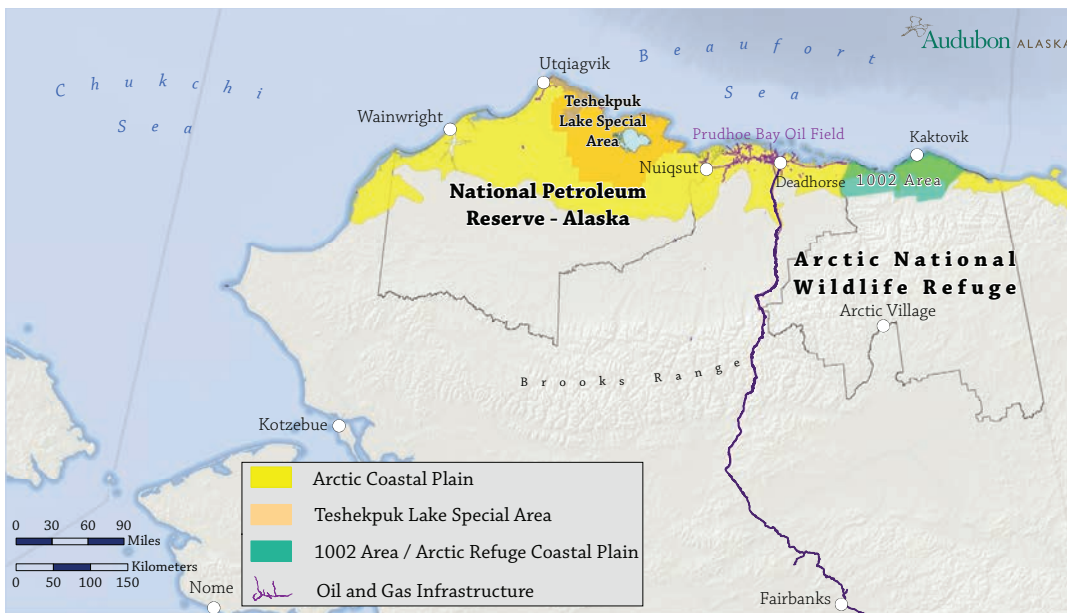 Audubon ALASKA
Beaufort
Sea
Chukchi
Sea
Utqiagvik
Teshekpuk
Lake Special
Area
Wainwright
Prudhoe Bay Oil Field
Kaktovik
Nuiqsut
Deadhorse
1002 Area
National Petroleum
Reserve - Alaska
Arctic National
Wildlife Refuge
Arctic Village
Brooks Range
Kotzebue
Arctic Coastal Plain
Teshekpuk Lake Special Area
1002 Area / Arctic Refuge Coastal Plain
Oil and Gas Infrastructure
0 30 60 90
Miles
Kilometers
0 50 100 150
Nome
Fairbanks